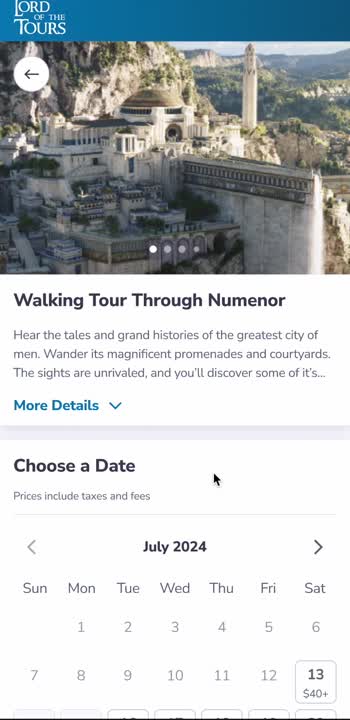 LORD
OF THE
TOURS
Walking Tour Through Numenor
Hear the tales and grand histories of the greatest city of
men. Wander its magnificent promenades and courtyards.
The sights are unrivaled, and you'll discover some of it's...
More Details
Choose a Date
Prices include taxes and fees
July 2024
Sun Mon Tue Wed Thu Fri Sat
1 2 3 4 5 6
7 8 9 10 11 12 13
$40+